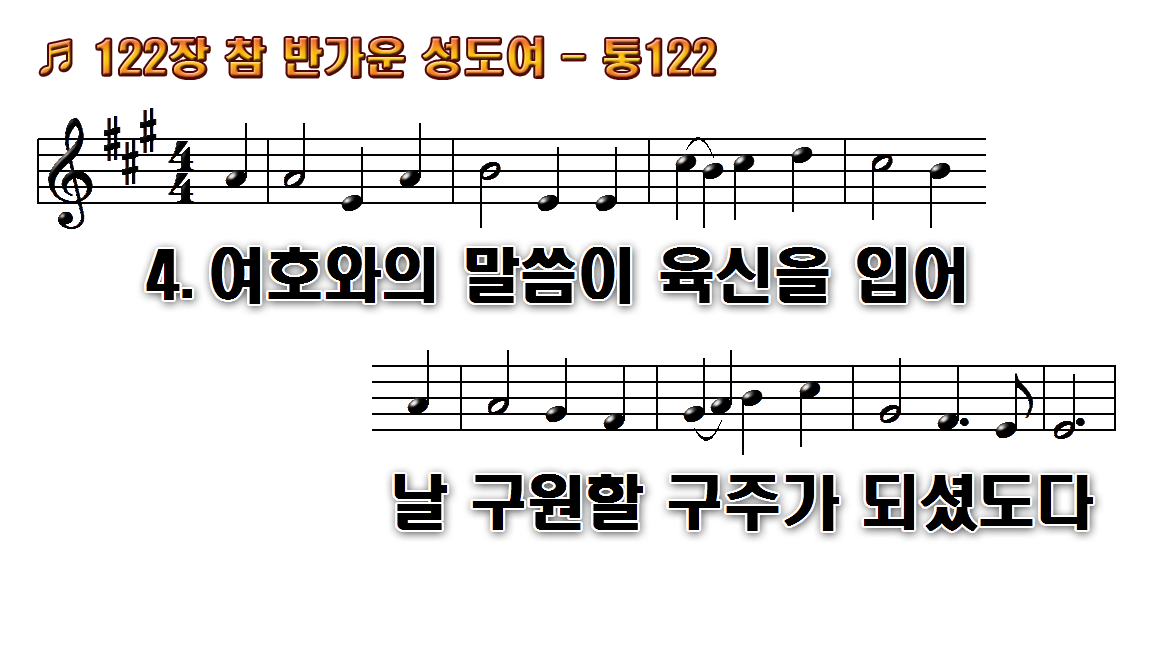 ♬ 122장 참 반가운 성도여 - 통122
4. 여호와의 말씀이 육신을 입어
날 구원할 구주가 되셨도다